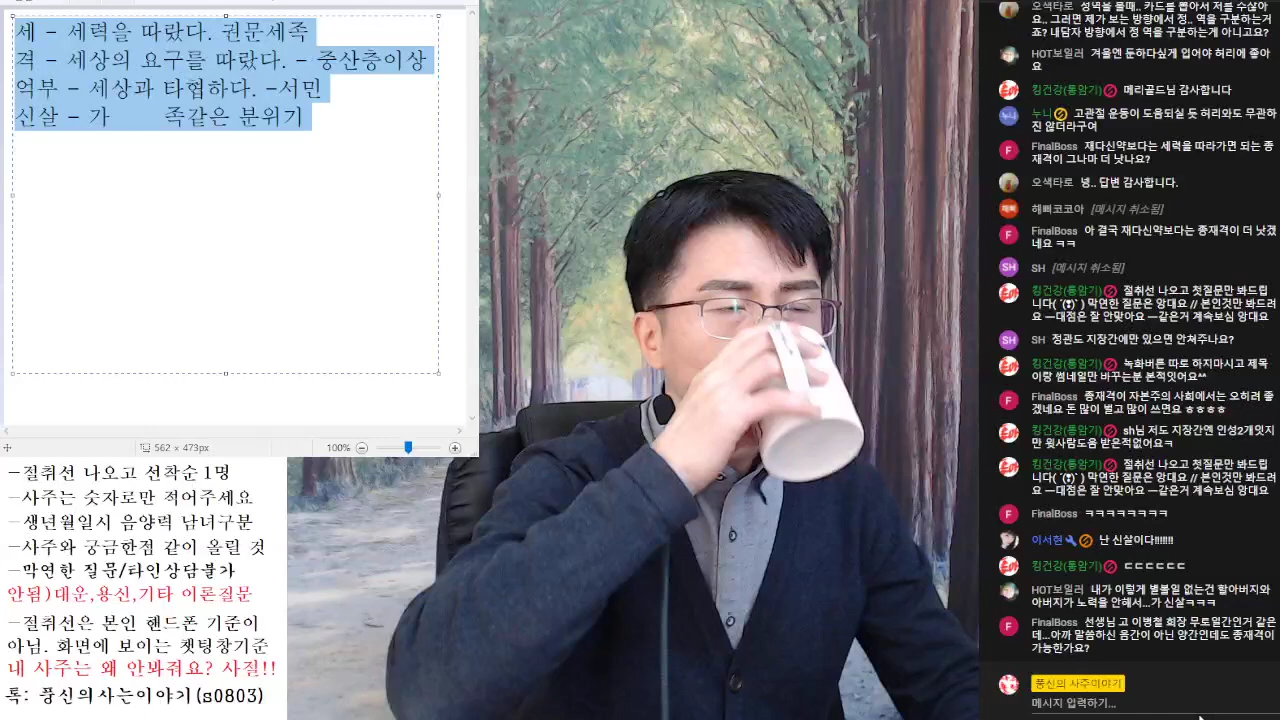 세 - 세력을 따랐다. 권문세족
격 - 세상의 요구를 따랐다. - 중산층이상
억부 - 세상과 타협하다. -서민
신살 - 가 족같은 분위기
562 × 473px
100%
-절취선 나오고 선착순1명
-사주는 숫자로만 적어주세요
-생년월일시 음양력 남녀구분
-사주와 궁금한점 같이 올릴 것
-막연한 질문/타인상담불가
안됨)대운,용신,기타 이론질문
-절취선은 본인 핸드폰 기준이
아님. 화면에 보이는 챗팅창기준
내 사주는 왜 안봐줘요? 사절!!
록: 풍신의사는이야기(s0803)
오색타로 정역을 볼때.. 카드를 뽑아서 저를 주잖아
요.. 그러면 제가 보는 방향에서 정.. 역을 구분하는거
죠? 내담자 방향에서 정 역을 구분하는게 아니고요?
HOT보일러 겨울엔 둔하다싶게 입어야 허리에 좋아
요
킹건강(통암기) 메리골드님 감사합니다
누니 고관절 운동이 도움되실 듯 허리와도 무관하
진 않더라구여
FinalBoss 재다신약보다는 세력을 따라가면 되는 종
재격이 그나마 더 낫나요?
오색타로 넹.. 답변 감사합니다.
해삐코코아 [메시지 취소됨]
FinalBoss 아 결국 재다신약보다는 종재격이 더 낫겠
네요 ㅋㅋ
SH [메시지 취소됨]
킹건강(통암기) 절취선 나오고 첫질문만 봐드립
니다 막연한 질문은 앙대요 // 본인것만 봐드려
요 ―대점은 잘 안맞아요 ―같은거 계속보심 앙대요
SH 정관도 지장간에만 있으면 안쳐주나요?
킹건강(통암기) 녹화버튼 따로 하지마시고 제목
이랑 썸네일만 바꾸는분 본적잇어요^^
FinalBoss 종재격이 자본주의 사회에서는 오히려 좋
겠네요 돈 많이 벌고 많이 쓰면요 ㅎㅎㅎㅎ
킹건강(통암기) sh님 저도 지장간엔 인성2개잇지
만 윗사람도움 받은적없어요ㅋ
킹건강(통암기) 절취선 나오고 첫질문만 봐드립
니다 막연한 질문은 앙대요 // 본인것만 봐드려
요 ―대점은 잘 안맞아요 ―같은거 계속보심 앙대요
FinalBoss ㅋㅋㅋㅋㅋㅋㅋㅋ
이서현 난 신살이다!!!!!!!
킹건강(통암기) ㄷㄷㄷㄷㄷㄷ
HOT보일러 내가 이렇게 별볼일 없는건 할아버지와
아버지가 노력을 안해서...가 신살ㅋㅋㅋ
FinalBoss 선생님 고 이병철 회장 무토일간인거 같은
데...아까 말씀하신 음간이 아닌 양간인데도 종재격이
가능한가요?
풍신의 사주이야기
메시지 입력하기...